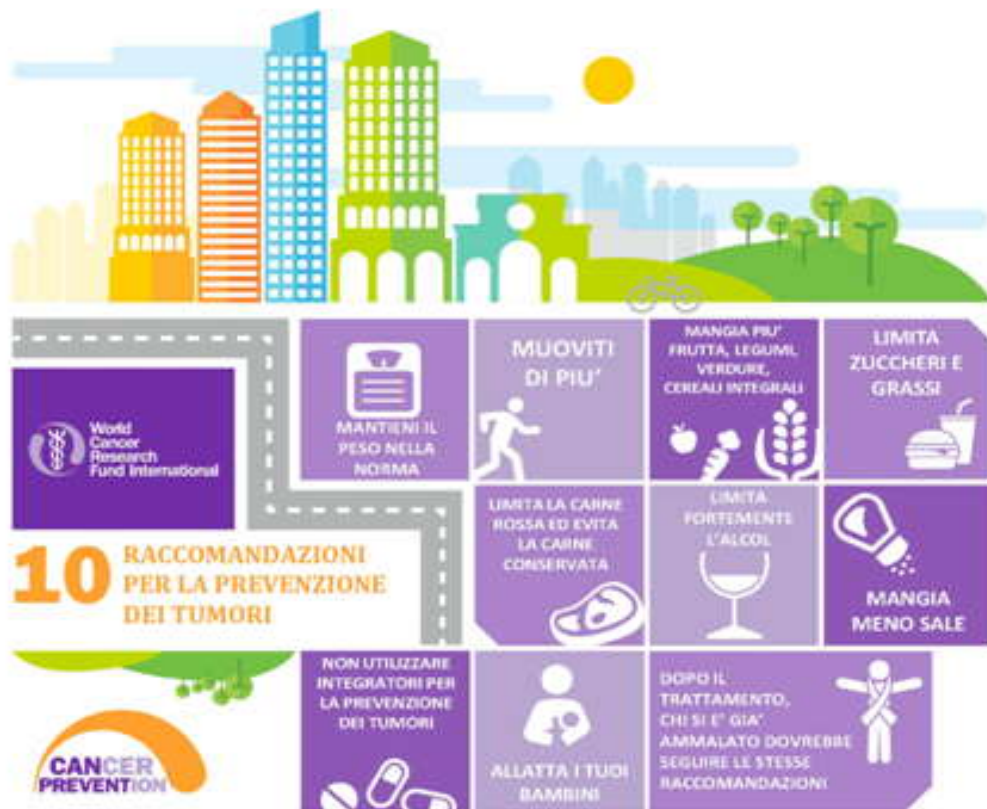 World
Cancer
Research
Fund International
10 RACCOMANDAZIONI
PER LA PREVENZIONE
DEI TUMORI
MANTIENI IL
PESO NELLA
NORMA
MUOVITI
DI PIU'
MANGIA PIU'
FRUTTA, LEGUMI,
VERDURE,
CEREALI INTEGRALI
LIMITA
ZUCCHERI E
GRASSI
LIMITA LA CARNE
ROSSA ED EVITA
LA CARNE
CONSERVATA
LIMITA
FORTEMENTE
L'ALCOL
MANGIA
MENO SALE
NON UTILIZZARE
INTEGRATORI PER
LA PREVENZIONE
DEI TUMORI
ALLATTA I TUOI
BAMBINI
DOPO IL
TRATTAMENTO,
CHI SI E' GIA'
AMMALATO DOVREBBE
SEGUIRE LE STESSE
RACCOMANDAZIONI
CANCER
PREVENTION